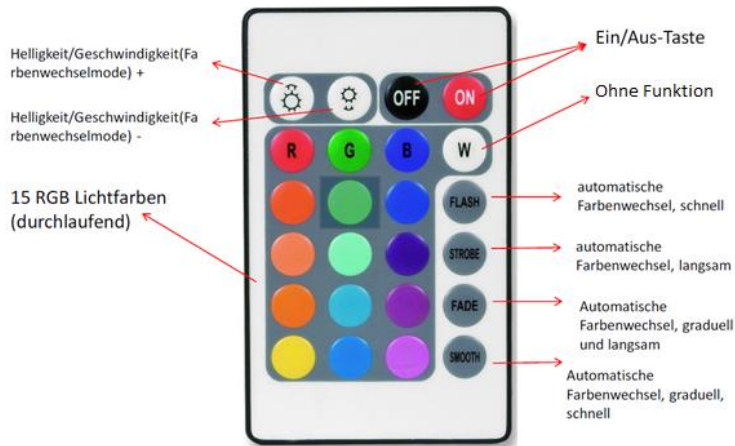 Helligkeit/Geschwindigkeit(Fa
rbenwechselmode) +
Helligkeit/Geschwindigkeit(Fa
rbenwechselmode) -
15 RGB Lichtfarben
(durchlaufend)
OFF ON
R G B W
FLASH
STROBE
FADE
SMOOTH
Ein/Aus-Taste
Ohne Funktion
automatische
Farbenwechsel, schnell
automatische
Farbenwechsel, langsam
Automatische
Farbenwechsel, graduell
und langsam
Automatische
Farbenwechsel, graduell,
schnell